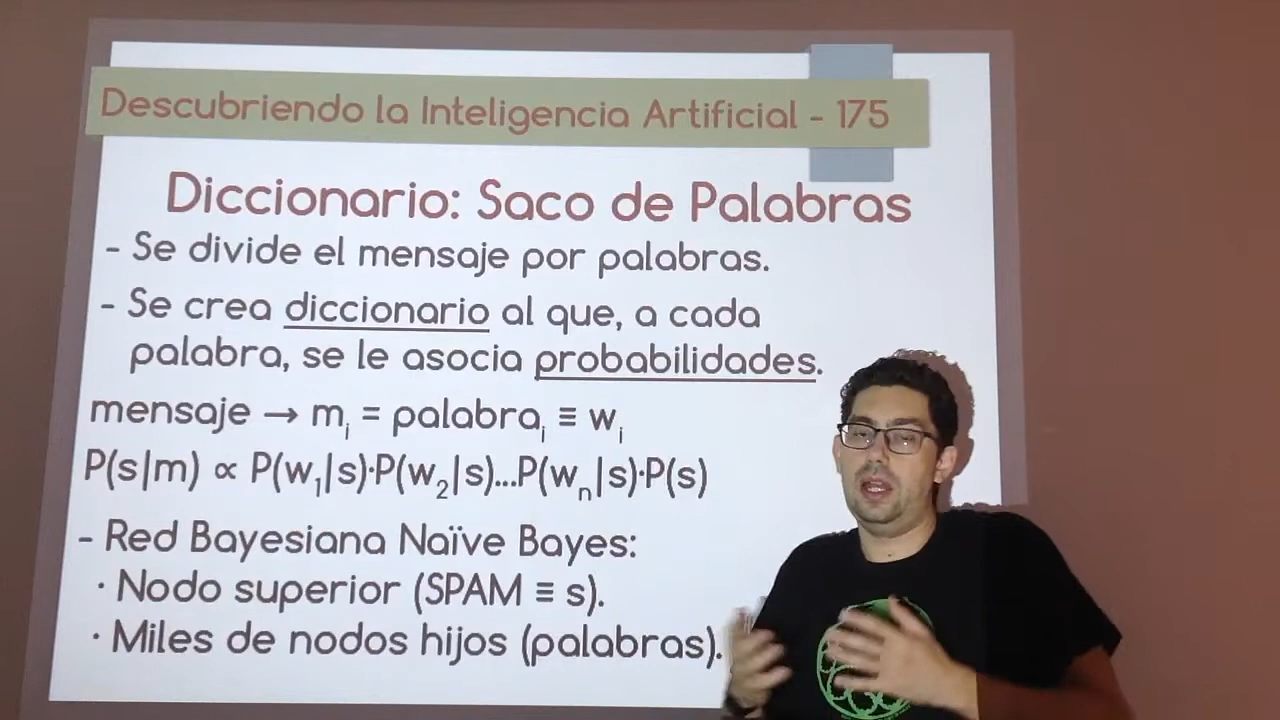 Descubriendo la Inteligencia Artificial - 175
Diccionario: Saco de Palabras
- Se divide el mensaje por palabras.
- Se crea diccionario al que, a cada
palabra, se le asocia probabilidades.
mensaje → mᵢ = palabraᵢ ≡ wᵢ
P(s|m) ∝ P(w₁|s)·P(w₂|s)...P(wₙ|s)·P(s)
- Red Bayesiana Naïve Bayes:
· Nodo superior (SPAM ≡ s).
· Miles de nodos hijos (palabras).